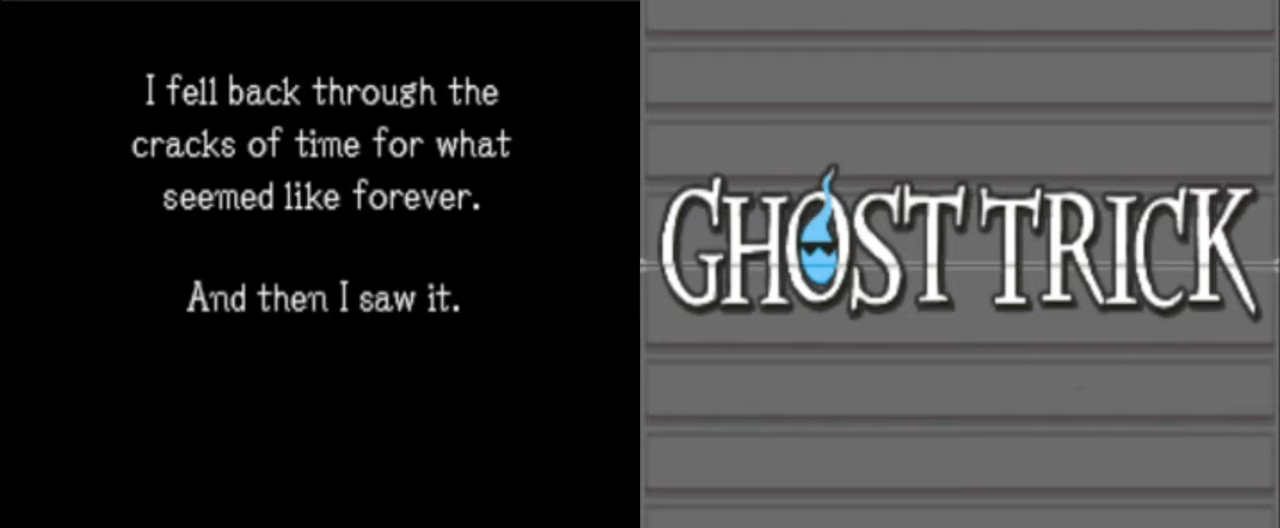 I fell back through the
cracks of time for what
seemed like forever.
And then I saw it.
GHOST TRICK